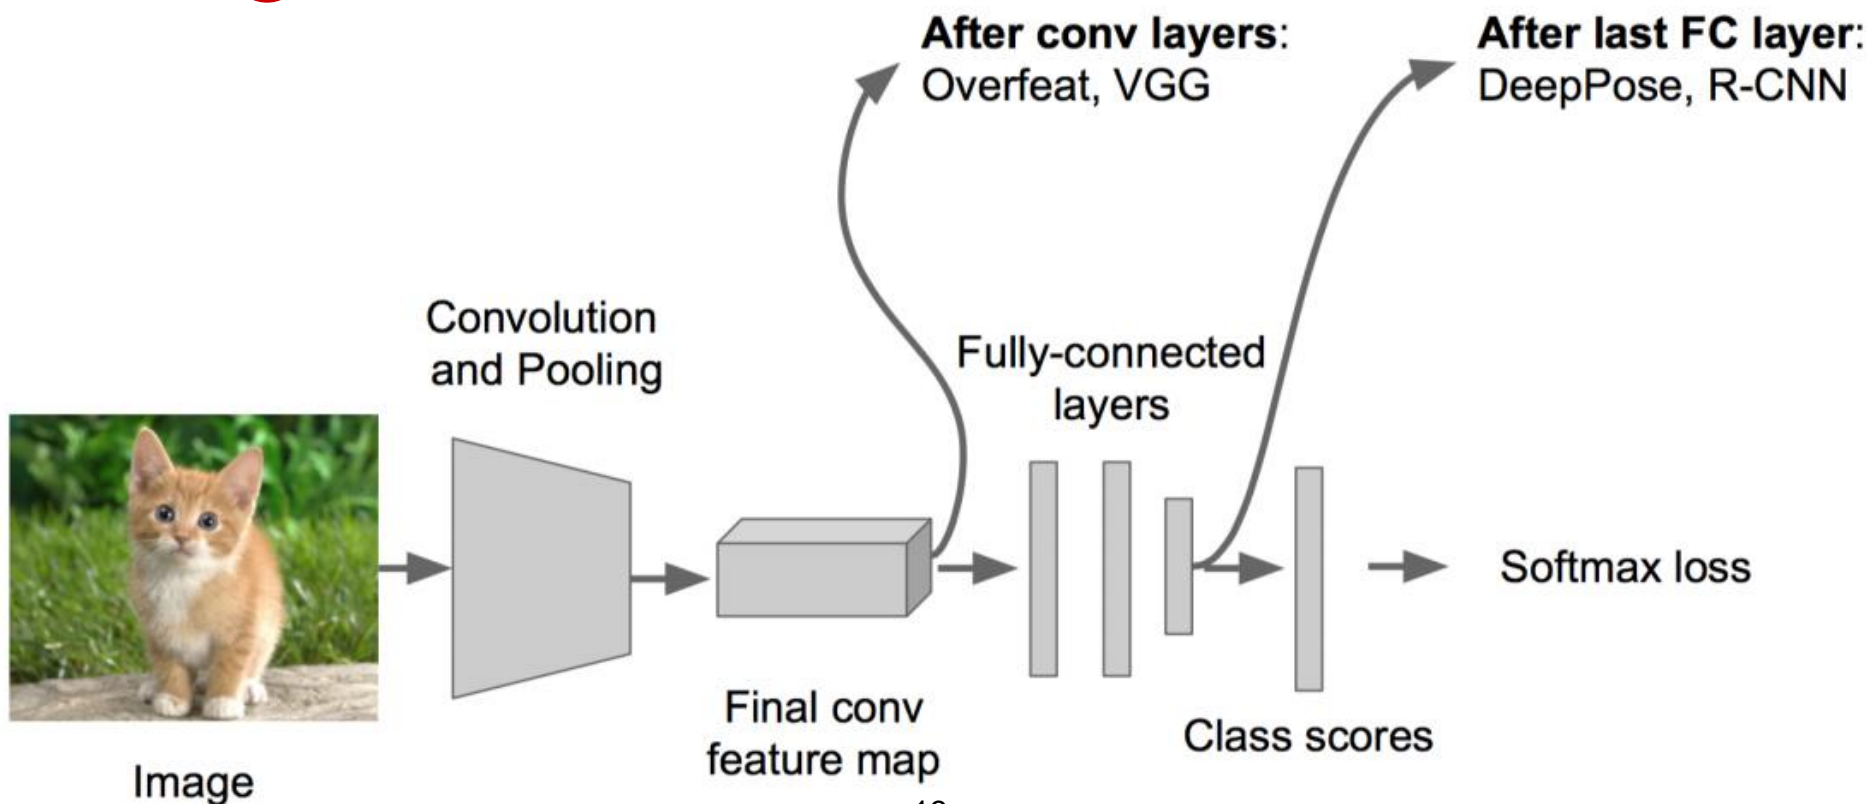 After conv layers:
Overfeat, VGG
After last FC layer:
DeepPose, R-CNN
Convolution
and Pooling
Fully-connected
layers
Softmax loss
Final conv
feature map
Class scores
Image